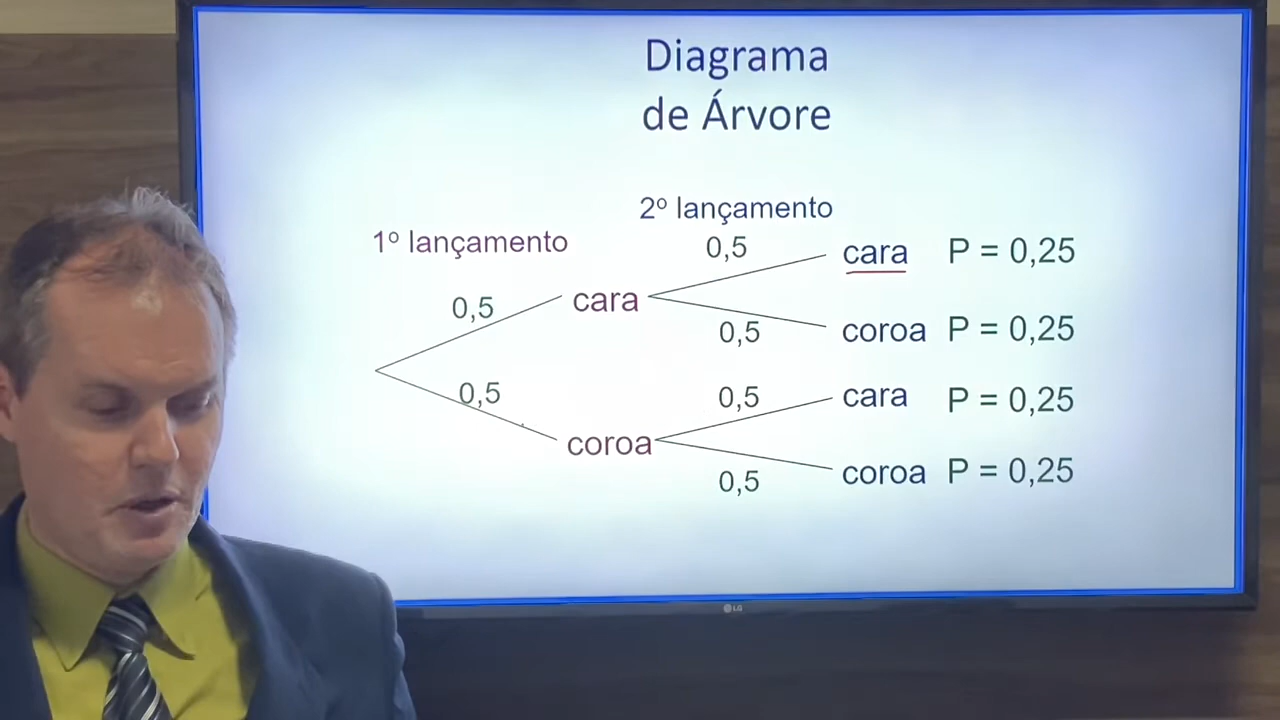 Diagrama
de Árvore
1º lançamento
2º lançamento
0,5
cara
0,5
coroa
0,5
cara P = 0,25
0,5
coroa P = 0,25
0,5
cara P = 0,25
0,5
coroa P = 0,25
LG